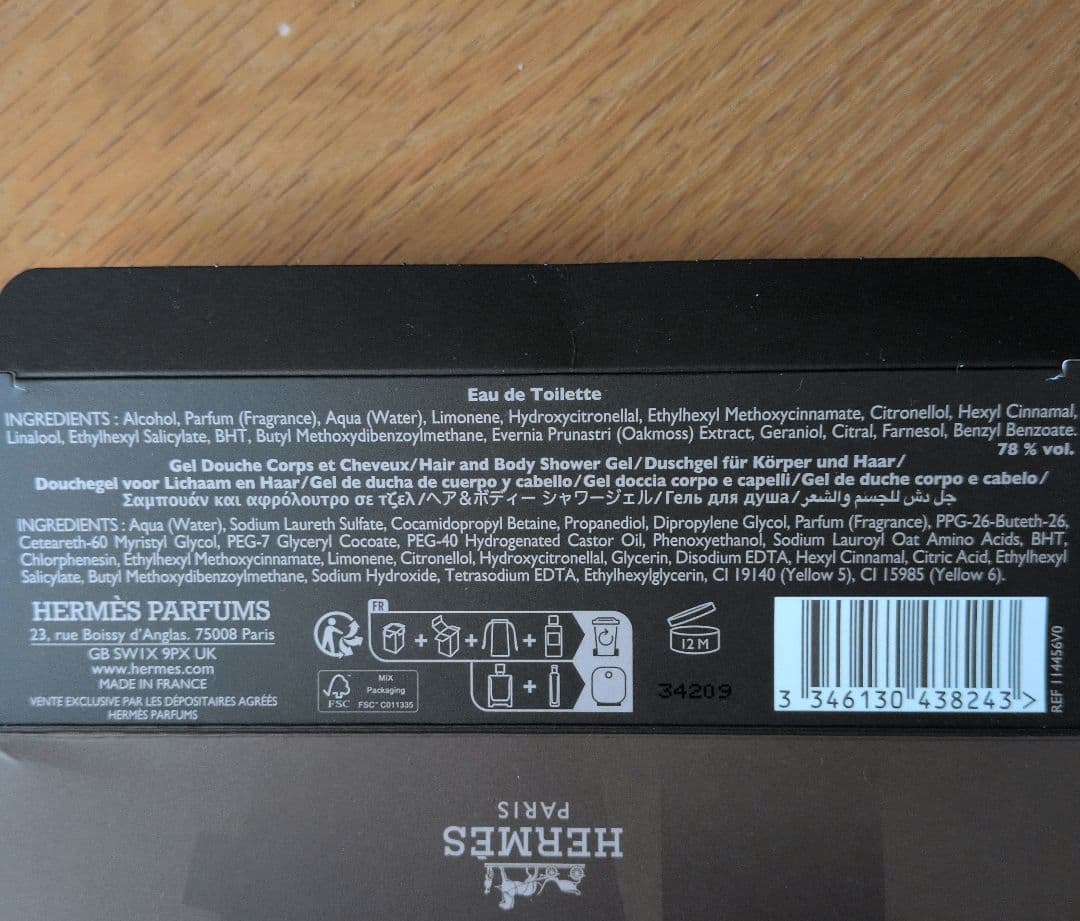 Eau de Toilette
INGREDIENTS : Alcohol, Parfum (Fragrance), Aqua (Water), Limonene, Hydroxycitronellal, Ethylhexyl Methoxycinnamate, Citronellol, Hexyl Cinnamal,
Linalool, Ethylhexyl Salicylate, BHT, Butyl Methoxydibenzoylmethane, Evernia Prunastri (Oakmoss) Extract, Geraniol, Citral, Farnesol, Benzyl Benzoate.
78 % vol.
Gel Douche Corps et Cheveux/Hair and Body Shower Gel/Duschgel für Körper und Haar/
Douchegel voor Lichaam en Haar/Gel de ducha de cuerpo y cabello/Gel doccia corpo e capelli/Gel de duche corpo e cabelo/
Σαμπουάν και αφρόλουτρο σε τζελ/ヘア&ボディー シャワージェル/Гель для душа/جل دش للجسم والشعر
INGREDIENTS : Aqua (Water), Sodium Laureth Sulfate, Cocamidopropyl Betaine, Propanediol, Dipropylene Glycol, Parfum (Fragrance), PPG-26-Buteth-26,
Ceteareth-60 Myristyl Glycol, PEG-7 Glyceryl Cocoate, PEG-40 Hydrogenated Castor Oil, Phenoxyethanol, Sodium Lauroyl Oat Amino Acids, BHT,
Chlorphenesin, Ethylhexyl Methoxycinnamate, Limonene, Citronellol, Hydroxycitronellal, Glycerin, Disodium EDTA, Hexyl Cinnamal, Citric Acid, Ethylhexyl
Salicylate, Butyl Methoxydibenzoylmethane, Sodium Hydroxide, Tetrasodium EDTA, Ethylhexylglycerin, CI 19140 (Yellow 5), CI 15985 (Yellow 6).
HERMÈS PARFUMS
23, rue Boissy d'Anglas. 75008 Paris
GB SW1X 9PX UK
www.hermes.com
MADE IN FRANCE
VENTE EXCLUSIVE PAR LES DÉPOSITAIRES AGRÉÉS
HERMÈS PARFUMS
FR
+ + +
+
FSC
MIX
Packaging
FSC™ C011335
12 M
34209
3 346130 438243 >
REF 114456V0
HERMÈS
PARIS